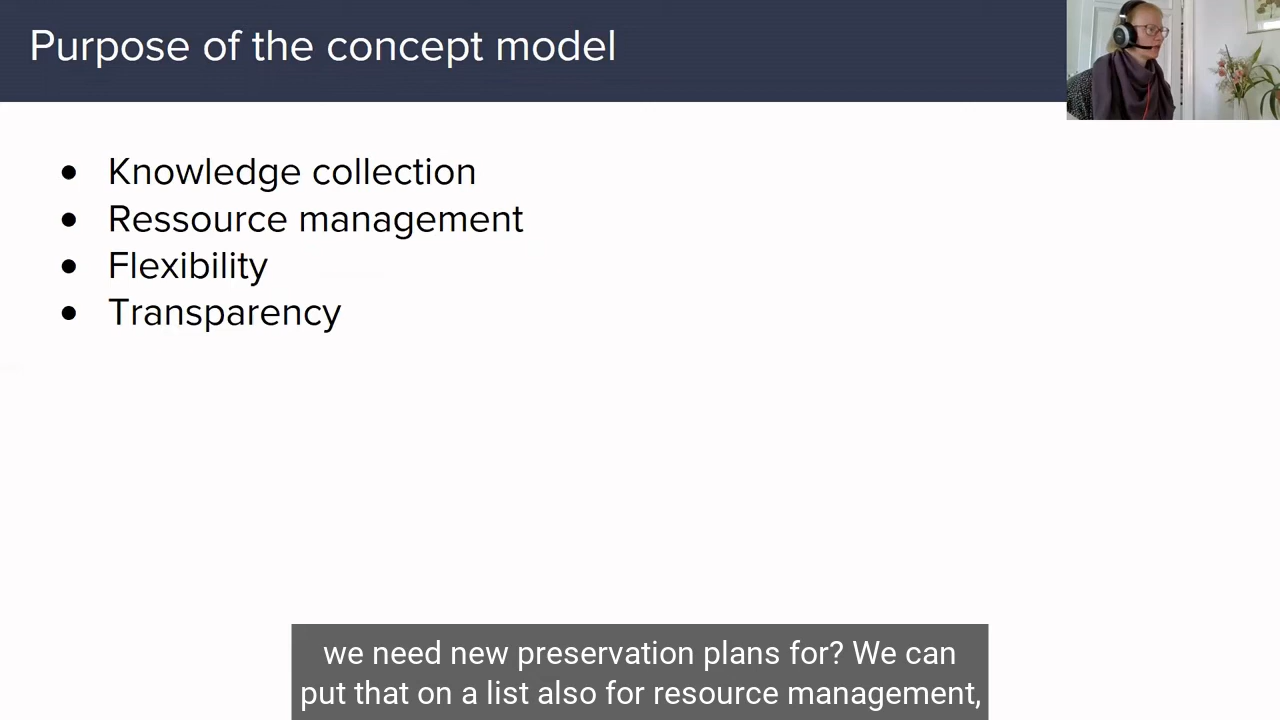 Purpose of the concept model
• Knowledge collection
• Ressource management
• Flexibility
• Transparency
we need new preservation plans for? We can
put that on a list also for resource management,